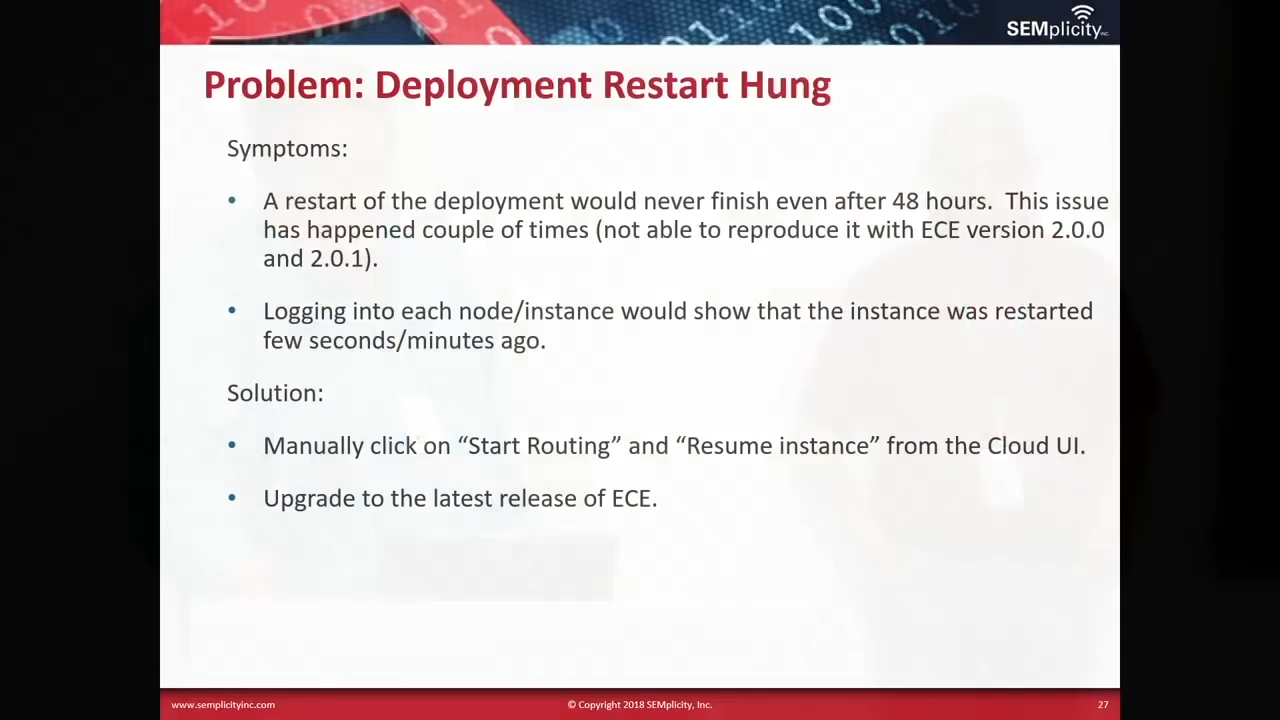 SEMplicity INC.
Problem: Deployment Restart Hung
Symptoms:
• A restart of the deployment would never finish even after 48 hours.  This issue
has happened couple of times (not able to reproduce it with ECE version 2.0.0
and 2.0.1).
• Logging into each node/instance would show that the instance was restarted
few seconds/minutes ago.
Solution:
• Manually click on “Start Routing” and “Resume instance” from the Cloud UI.
• Upgrade to the latest release of ECE.
www.semplicityinc.com
© Copyright 2018 SEMplicity, Inc.
27